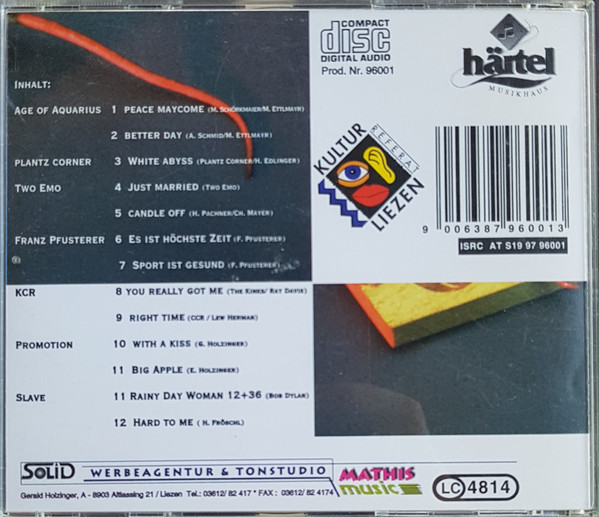 COMPACT
disc
DIGITAL AUDIO
Prod. Nr. 96001
härtel
MUSIKHAUS
INHALT:
AGE OF AQUARIUS 1 PEACE MAYCOME (M. SCHÖRKMAIER/M. ETTLMAYR)
2 BETTER DAY (A. SCHMID/M. ETTLMAYR)
PLANTZ CORNER 3 WHITE ABYSS (PLANTZ CORNER/H. EDLINGER)
TWO EMO 4 JUST MARRIED (TWO EMO)
5 CANDLE OFF (H. PACHNER/CH. MAYER)
FRANZ PFUSTERER 6 ES IST HÖCHSTE ZEIT (F. PFUSTERER)
7 SPORT IST GESUND (F. PFUSTERER)
KULTUR
REFERAT
LIEZEN
9 006387 960013
ISRC AT S19 97 96001
KCR 8 YOU REALLY GOT ME (THE KINKS/ RAY DAVIS)
9 RIGHT TIME (CCR / LEW HERMAN)
PROMOTION 10 WITH A KISS (G. HOLZINGER)
11 BIG APPLE (E. HOLZINGER)
SLAVE 11 RAINY DAY WOMAN 12+36 (BOB DYLAN)
12 HARD TO ME ( H. FRÖSCHL)
SOLID WERBEAGENTUR & TONSTUDIO
MATHIS
music
LC 4814
Gerald Holzinger, A - 8903 Altlassing 21 / Liezen Tel.: 03612/ 82 417 * FAX : 03612/ 82 4174